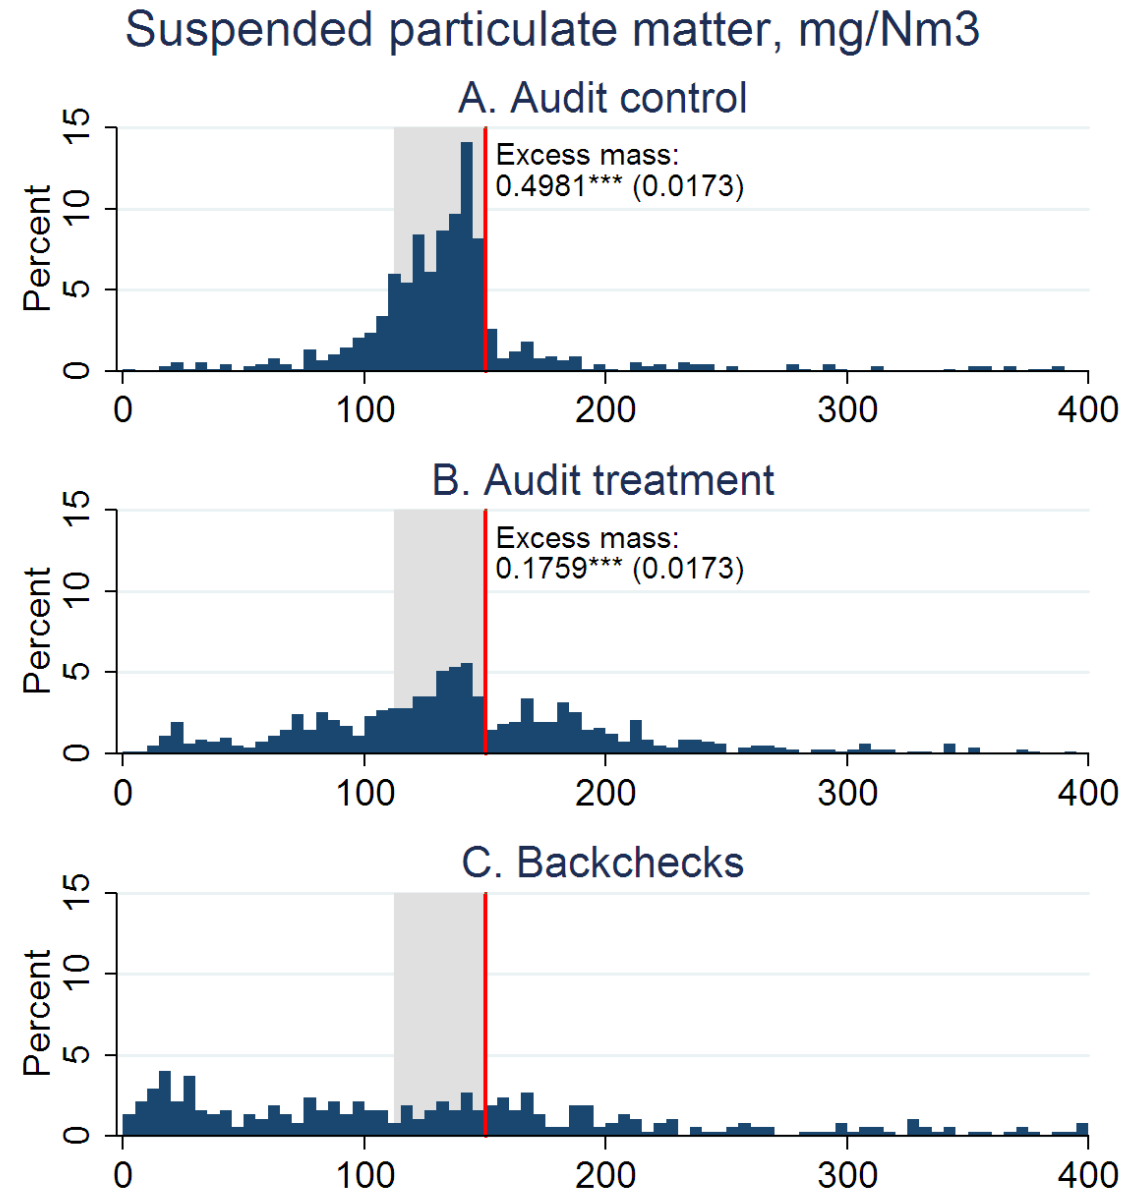 Suspended particulate matter, mg/Nm3
A. Audit control
Percent
15
10
5
0
Excess mass:
0.4981*** (0.0173)
0 100 200 300 400
B. Audit treatment
Percent
15
10
5
0
Excess mass:
0.1759*** (0.0173)
0 100 200 300 400
C. Backchecks
Percent
15
10
5
0
0 100 200 300 400